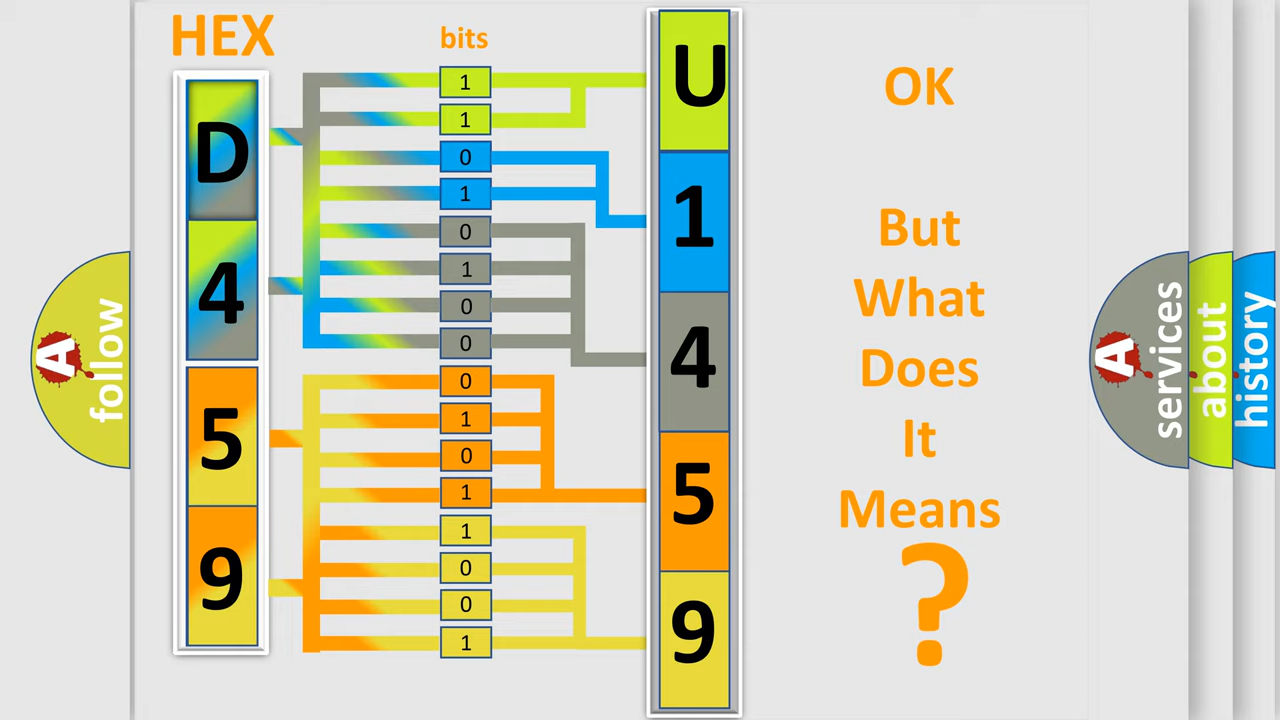 HEX
bits
D
4
5
9
1
1
0
1
0
1
0
0
0
1
0
1
1
0
0
1
U
1
4
5
9
OK
But
What
Does
It
Means
?
A
follow
A
services
about
history